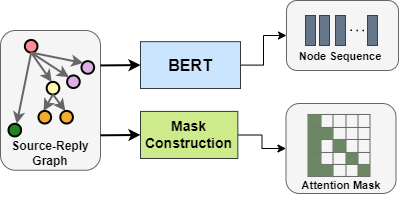 Source-Reply
Graph
BERT
Mask
Construction
Node Sequence
Attention Mask